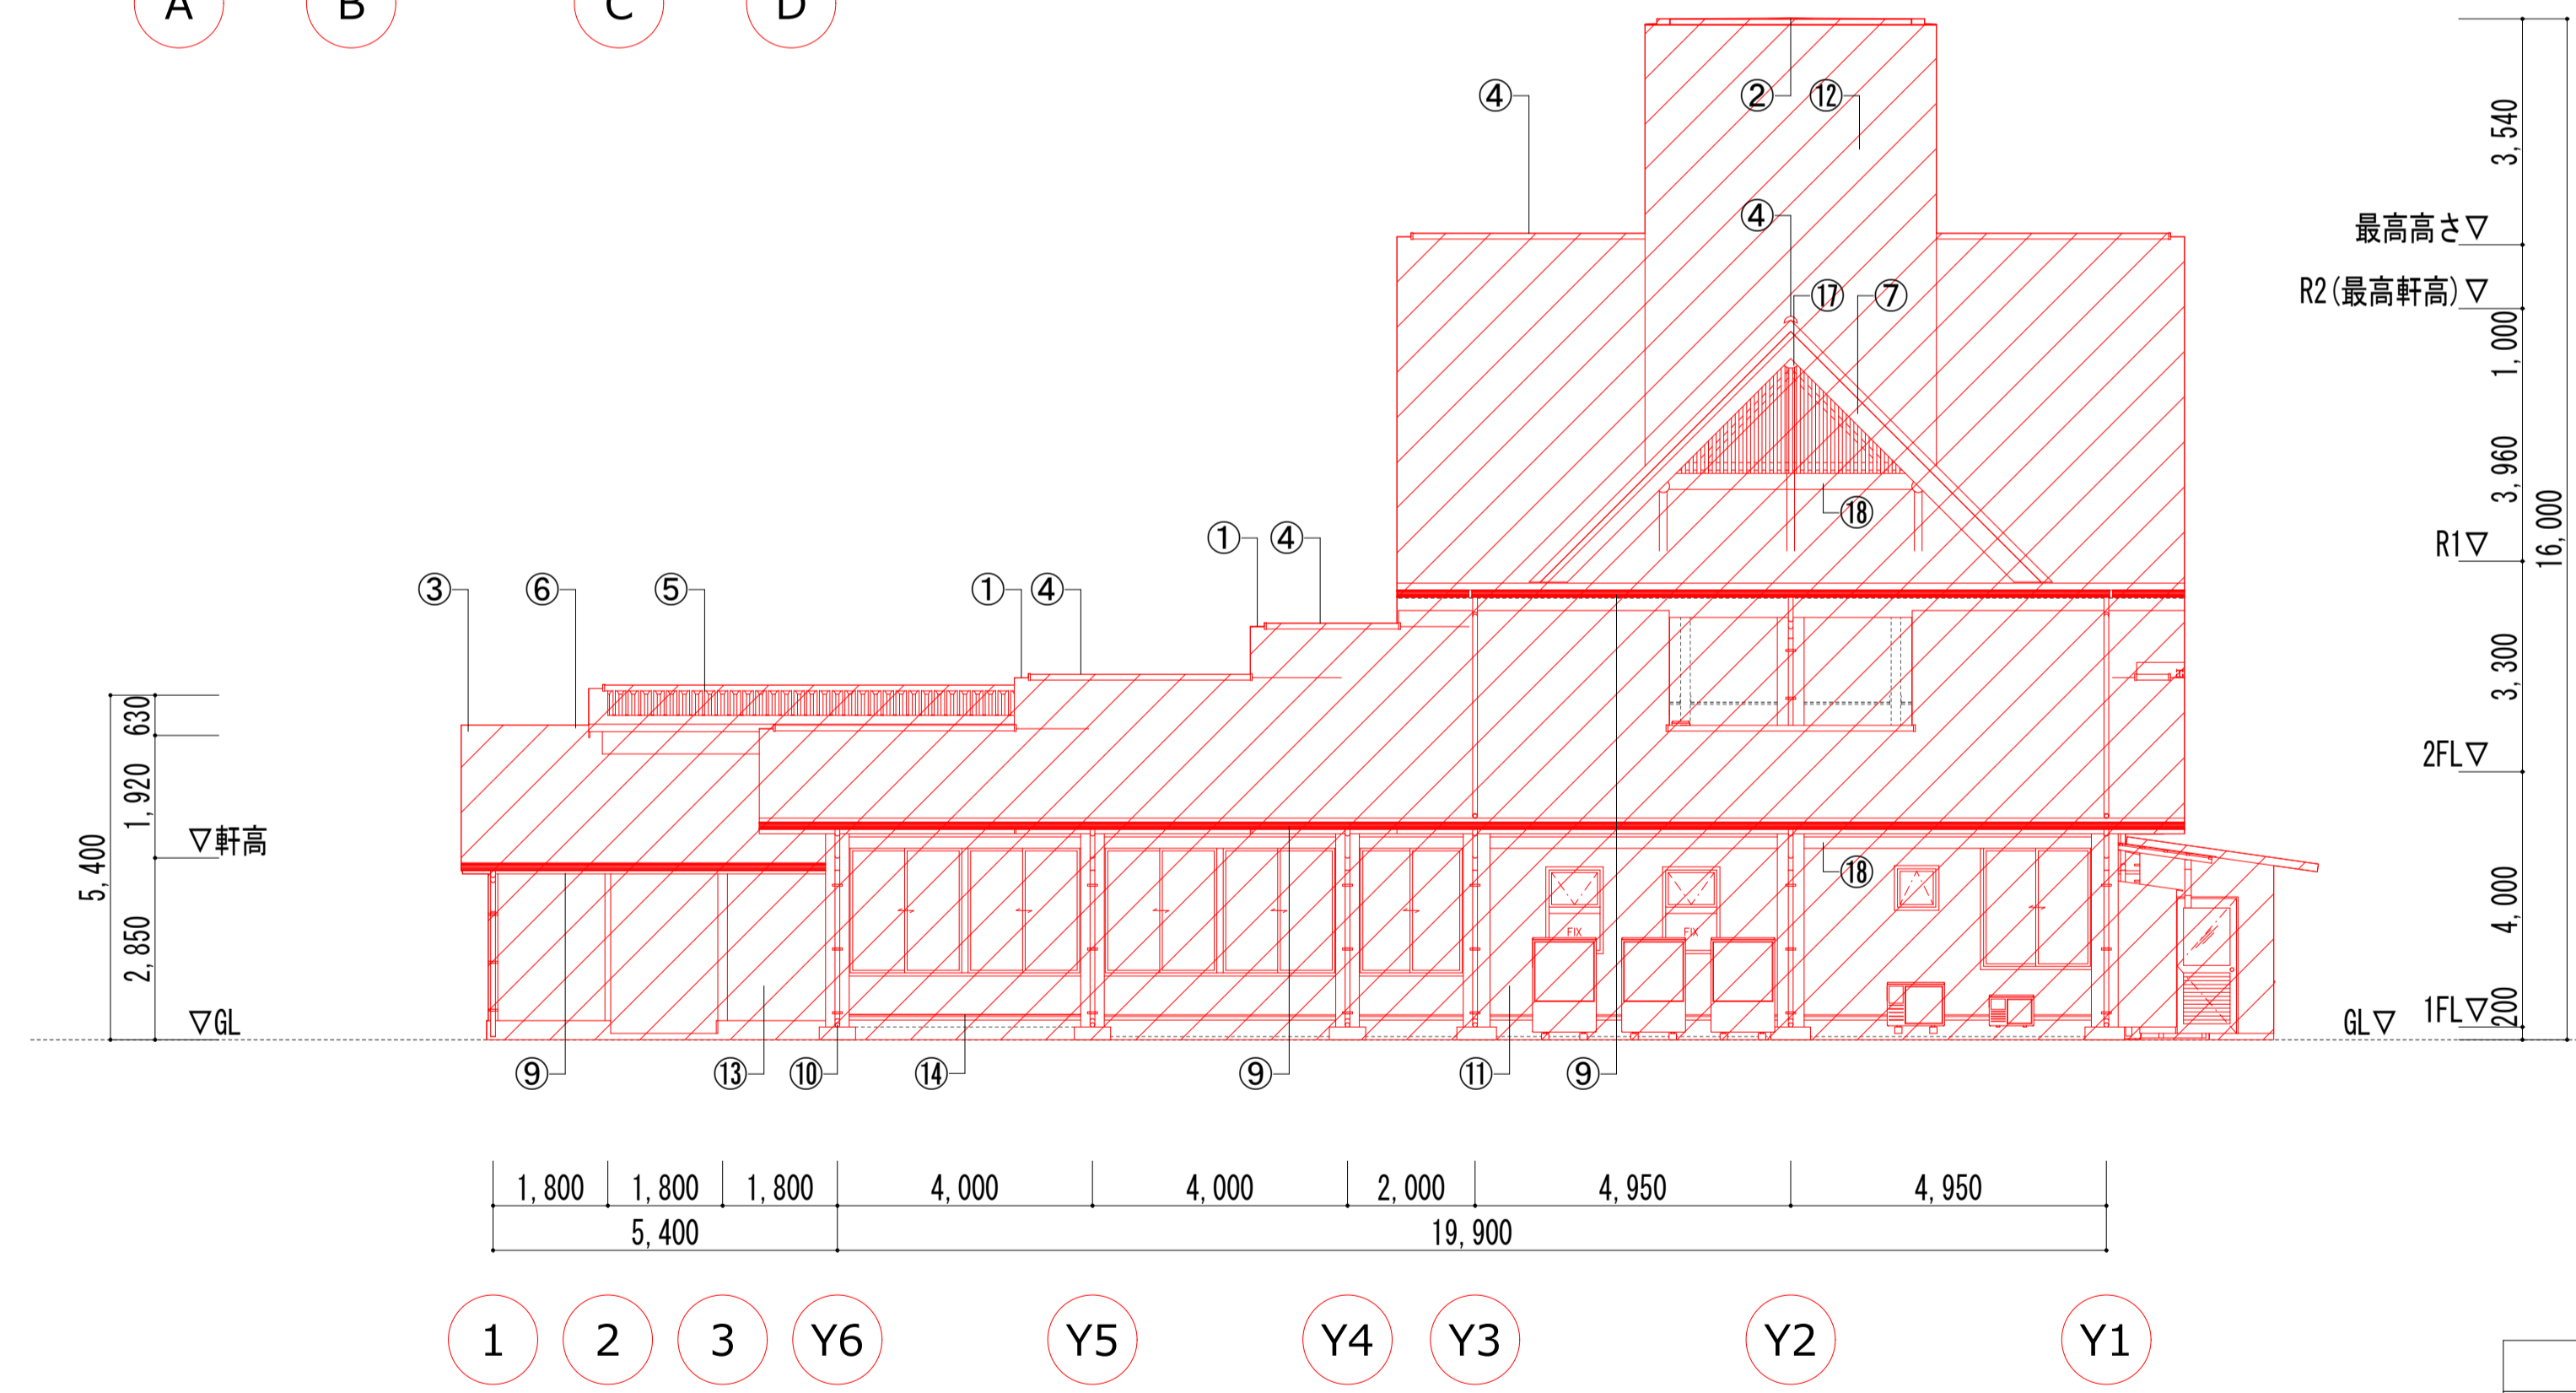 A B C D
④ ② ⑫
3,540
④
最高高さ▽
⑰ ⑦
R2(最高軒高)▽
1,000
3,960
16,000
⑱
① ④
R1▽
③ ⑥ ⑤ ① ④
3,300
630
2FL▽
1,920
5,400
▽軒高
⑱
4,000
2,850
FIX FIX
▽GL
GL▽ 1FL▽
200
⑨ ⑬ ⑩ ⑭ ⑨ ⑪ ⑨
1,800 1,800 1,800 4,000 4,000 2,000 4,950 4,950
5,400 19,900
1 2 3 Y6 Y5 Y4 Y3 Y2 Y1